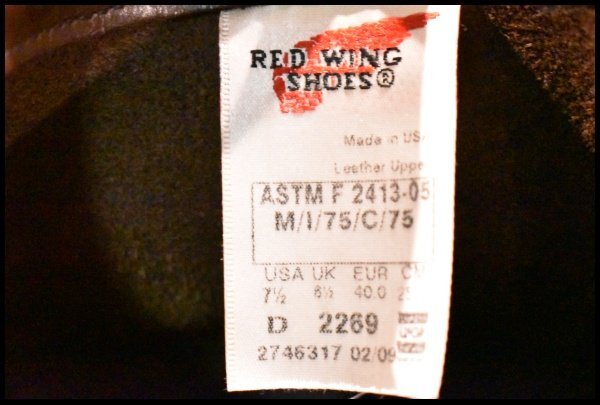 RED WING
SHOES®
Made in USA
Leather Upper
ASTM F 2413-05
M/I/75/C/75
USA UK EUR CM
7½ 6½ 40.0
D 2269
2746317 02/09